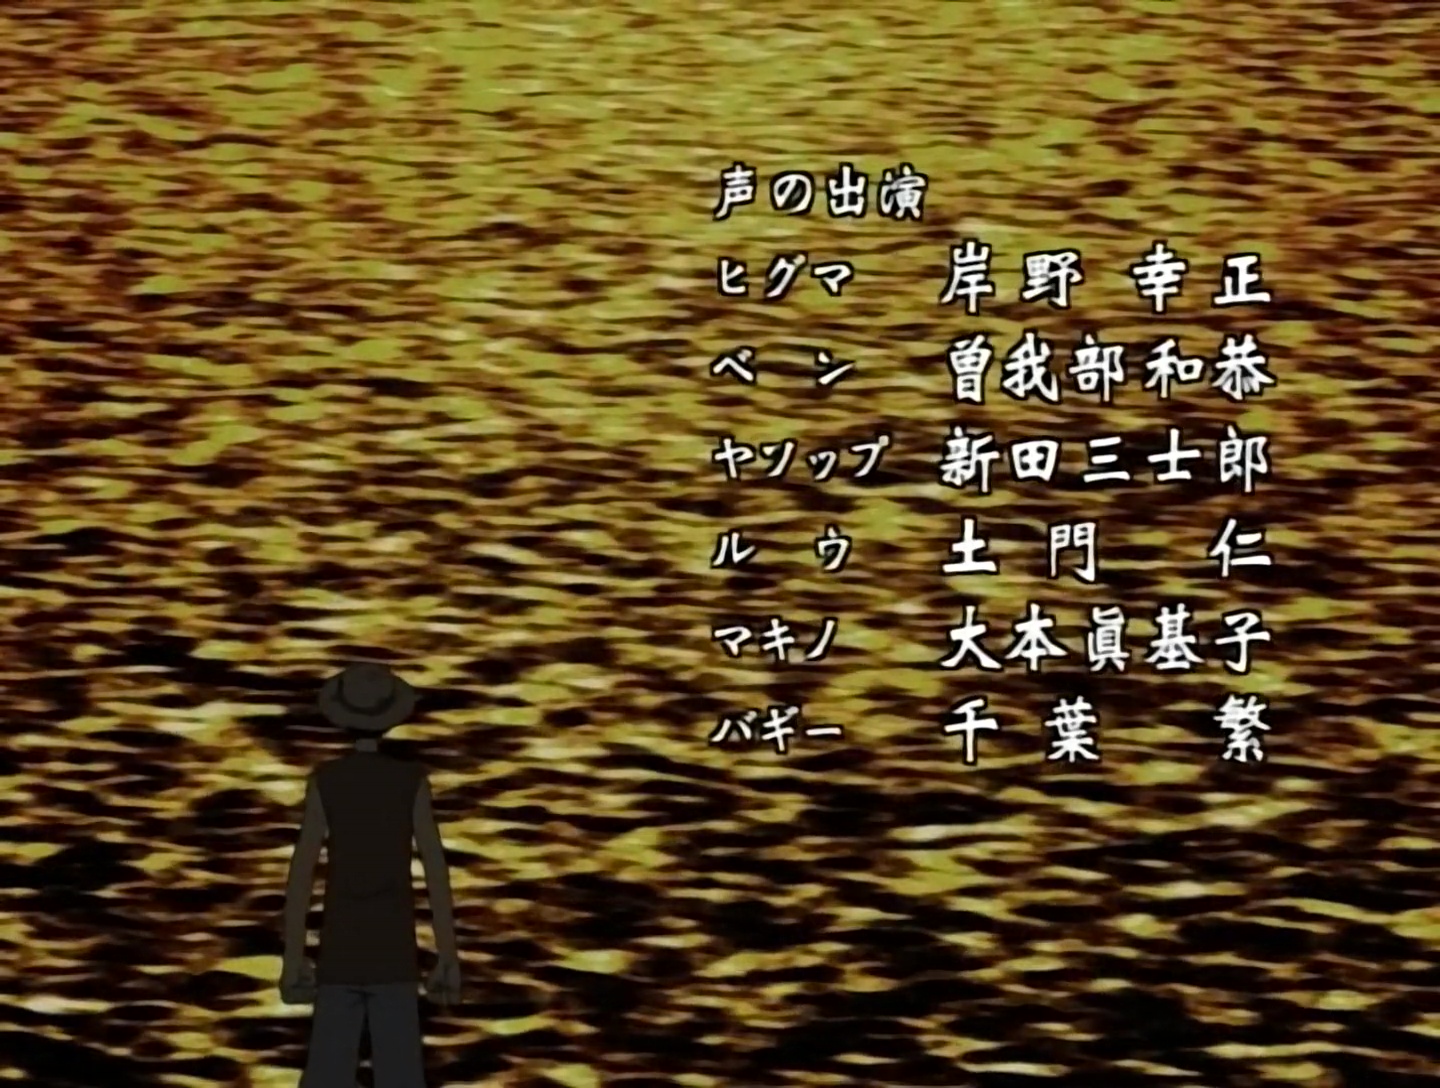 声の出演
ヒグマ 岸野 幸正
ベン 曽我部 和恭
ヤソップ 新田 三士郎
ルウ 土門 仁
マキノ 大本 眞基子
バギー 千葉 繁